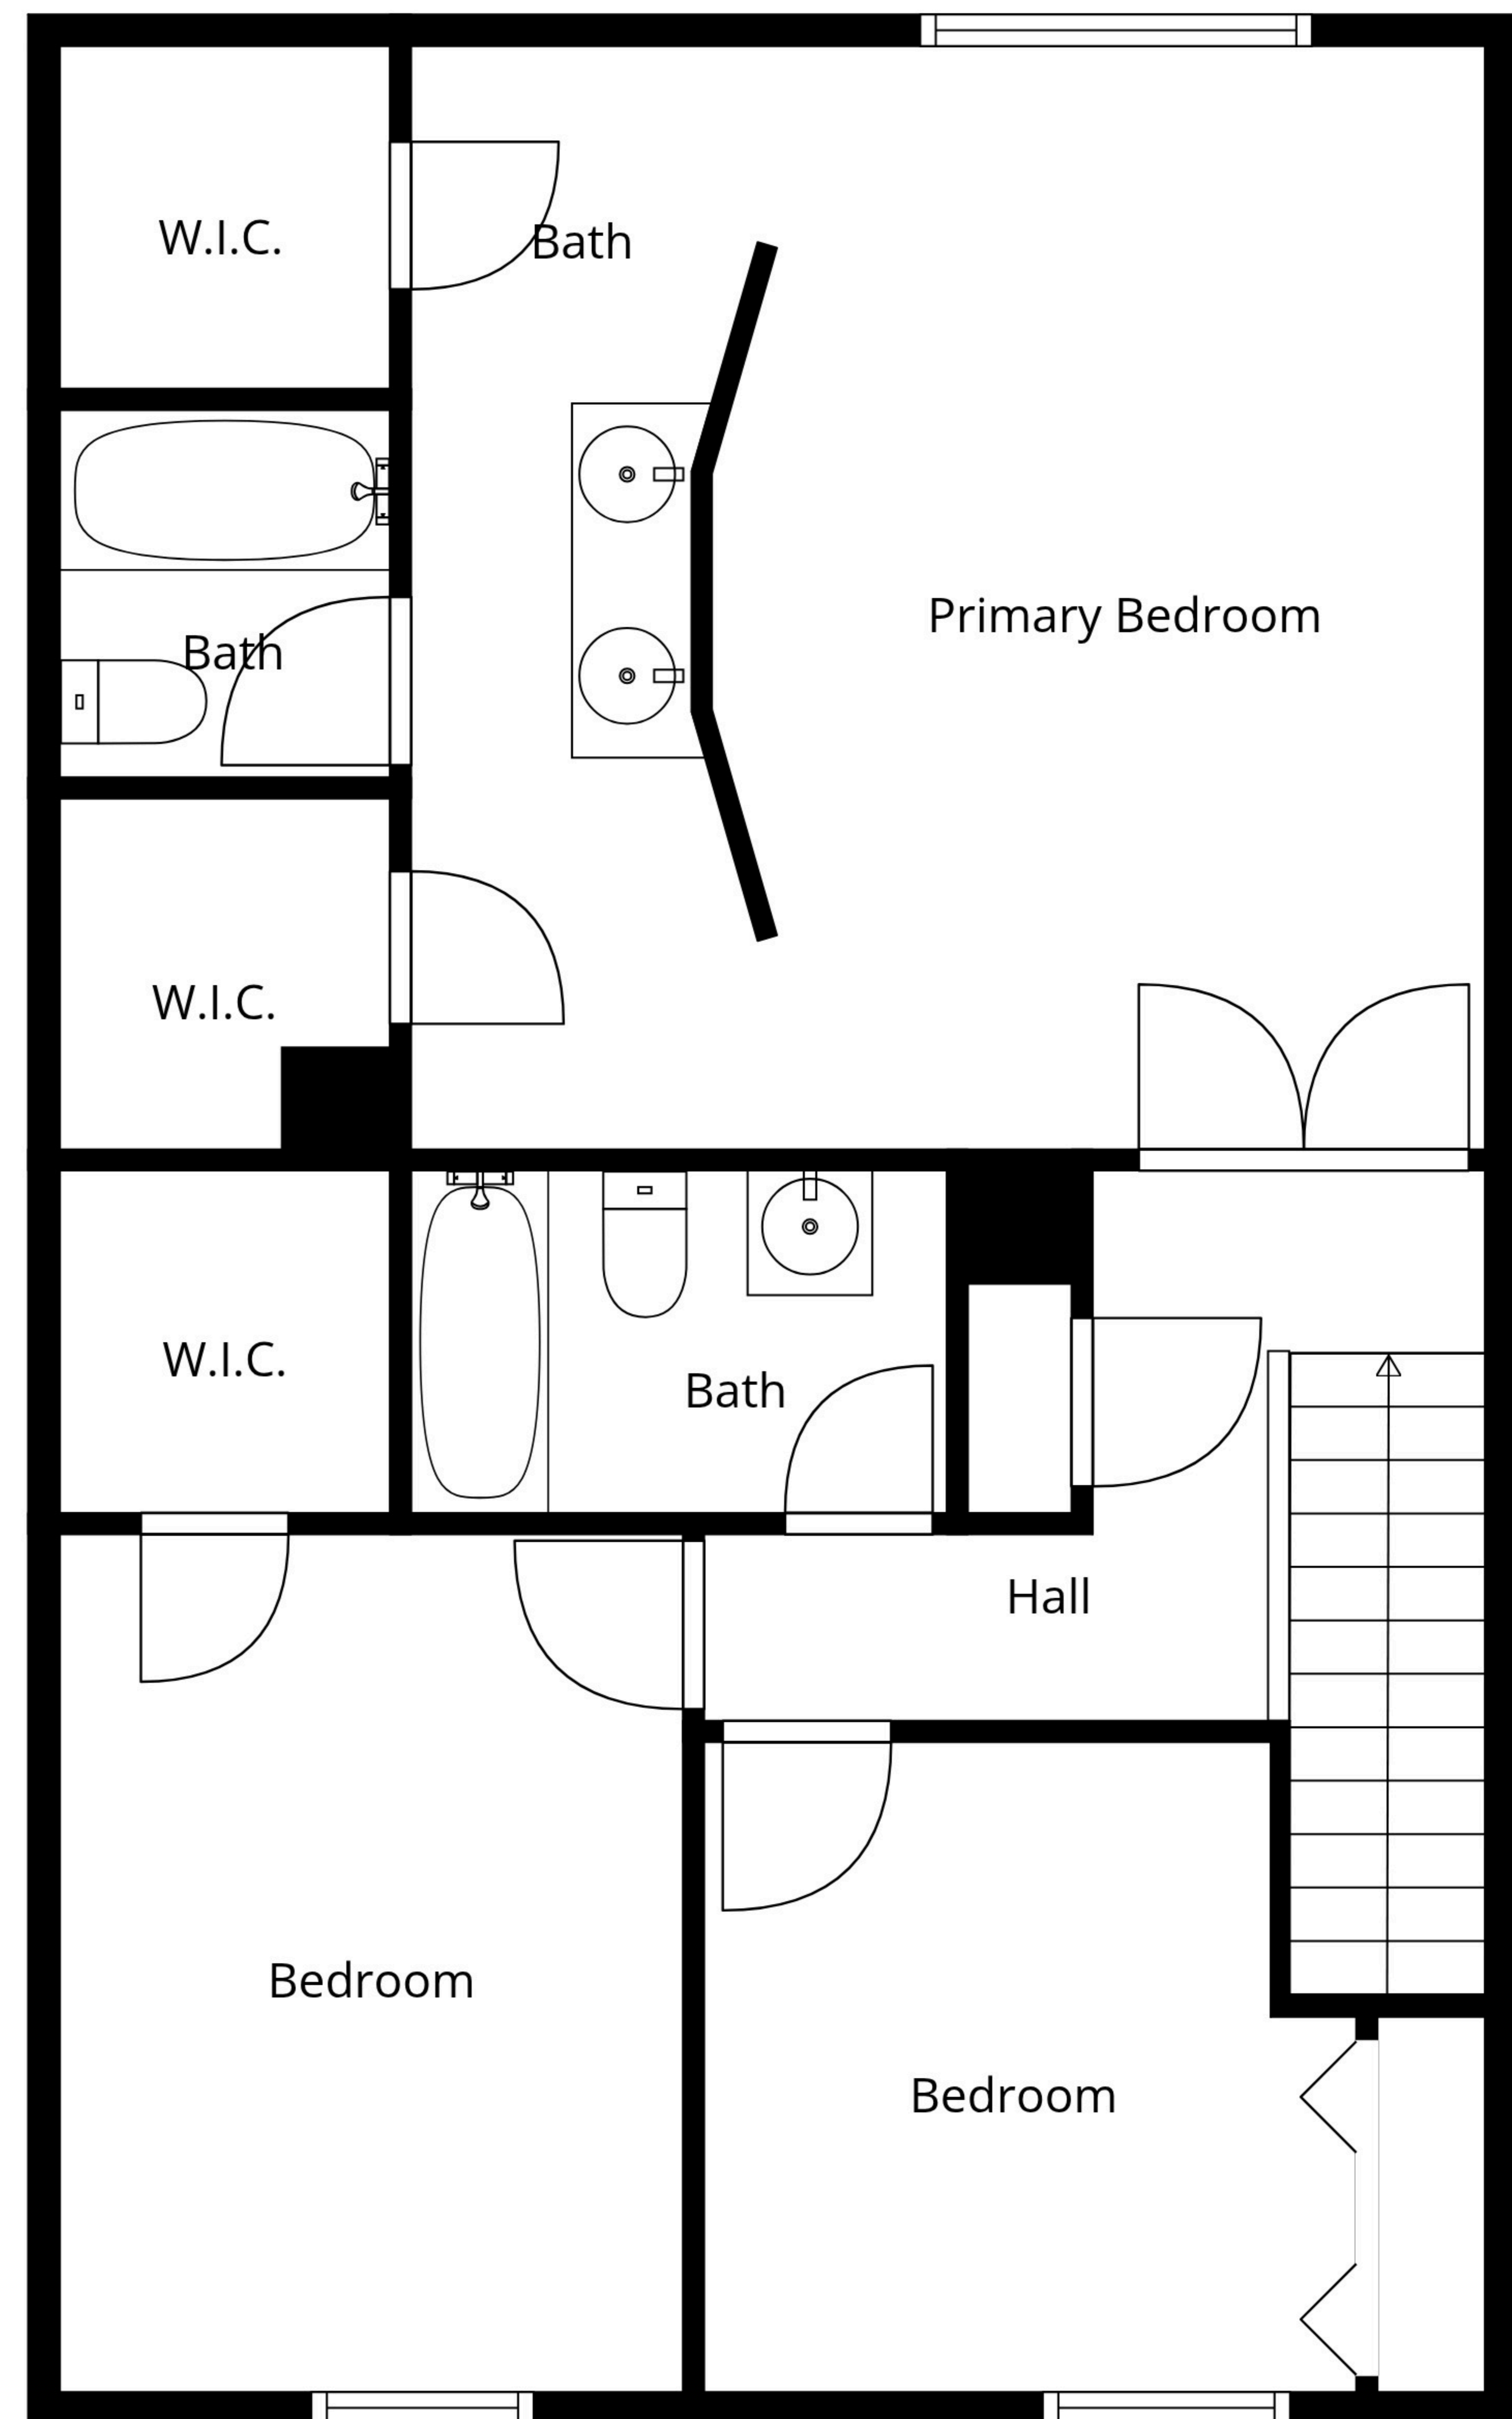 W.I.C.
Bath
Primary Bedroom
Bath
W.I.C.
W.I.C.
Bath
Hall
Bedroom
Bedroom